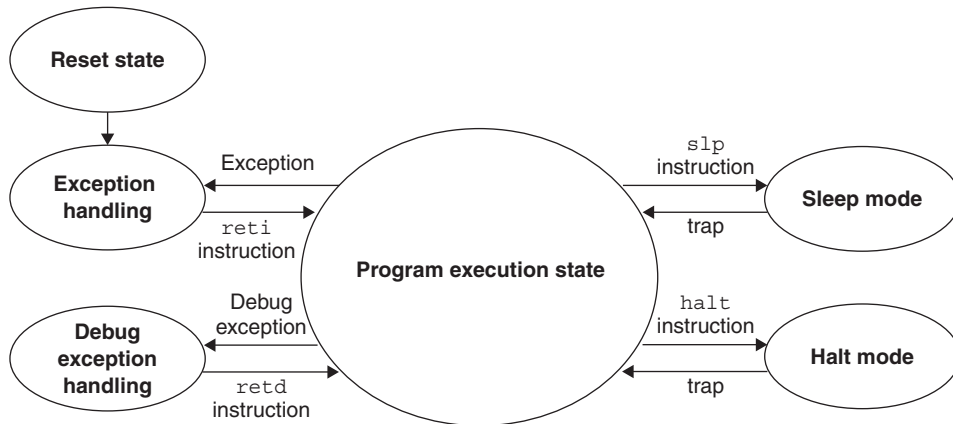 Reset state
Exception
handling
Exception
reti
instruction
Debug
exception
handling
Debug
exception
retd
instruction
Program execution state
slp
instruction
trap
Sleep mode
halt
instruction
trap
Halt mode